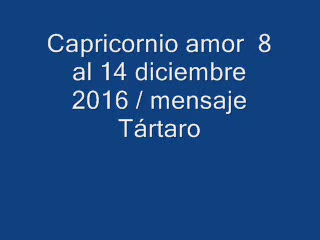 Capricornio amor  8
al 14 diciembre
2016 / mensaje
Tártaro